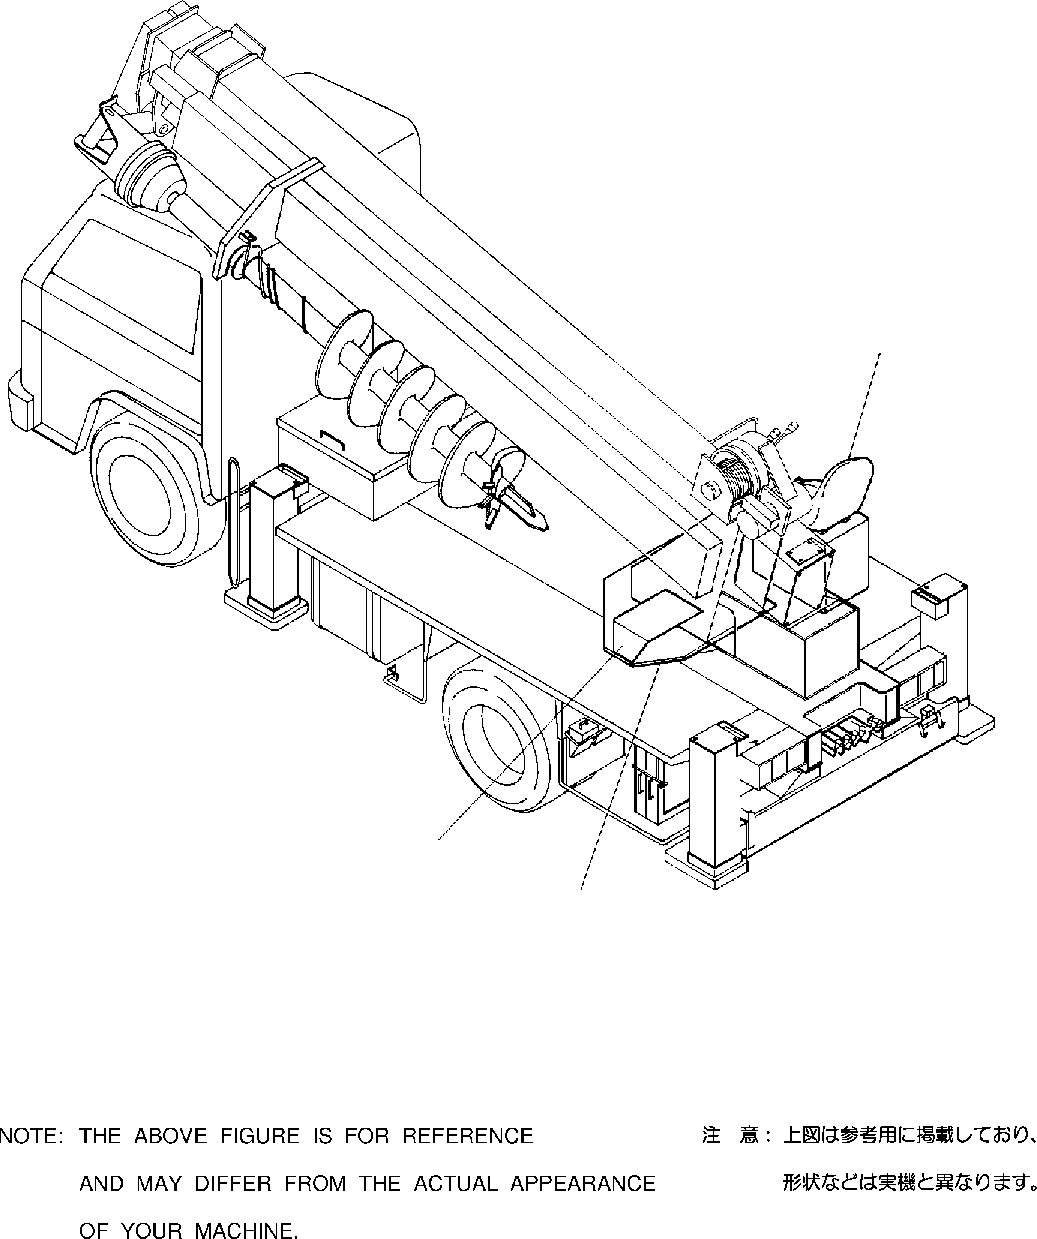 NOTE: THE ABOVE FIGURE IS FOR REFERENCE
AND MAY DIFFER FROM THE ACTUAL APPEARANCE
OF YOUR MACHINE.
注 意: 上図は参考用に掲載しており、
形状などは実機と異なります。